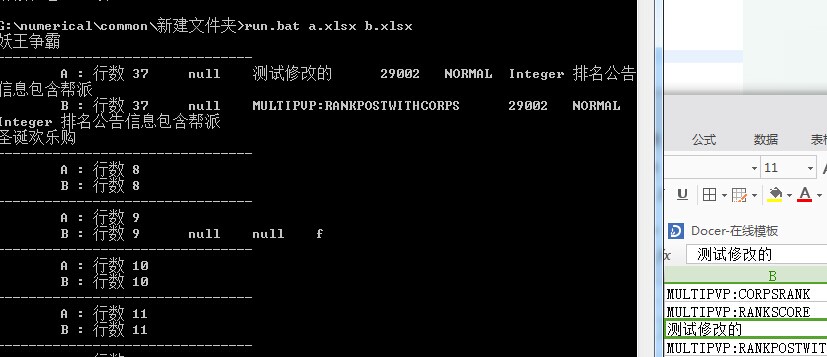 G:\numerical\common\新建文件夹>run.bat a.xlsx b.xlsx
妖王争霸
--------------------------------
A : 行数 37 null 测试修改的 29002 NORMAL Integer 排名公告
信息包含帮派
B : 行数 37 null MULTIPVP:RANKPOSTWITHCORPS 29002 NORMAL
Integer 排名公告信息包含帮派
圣诞欢乐购
--------------------------------
A : 行数 8
B : 行数 8
--------------------------------
A : 行数 9
B : 行数 9 null null f
--------------------------------
A : 行数 10
B : 行数 10
--------------------------------
A : 行数 11
B : 行数 11
--------------------------------
公式 数据
11
U A
Docer-在线模板
测试修改的
B
MULTIPVP:CORPSRANK
MULTIPVP:RANKSCORE
测试修改的
MULTIPVP:RANKPOSTWIT